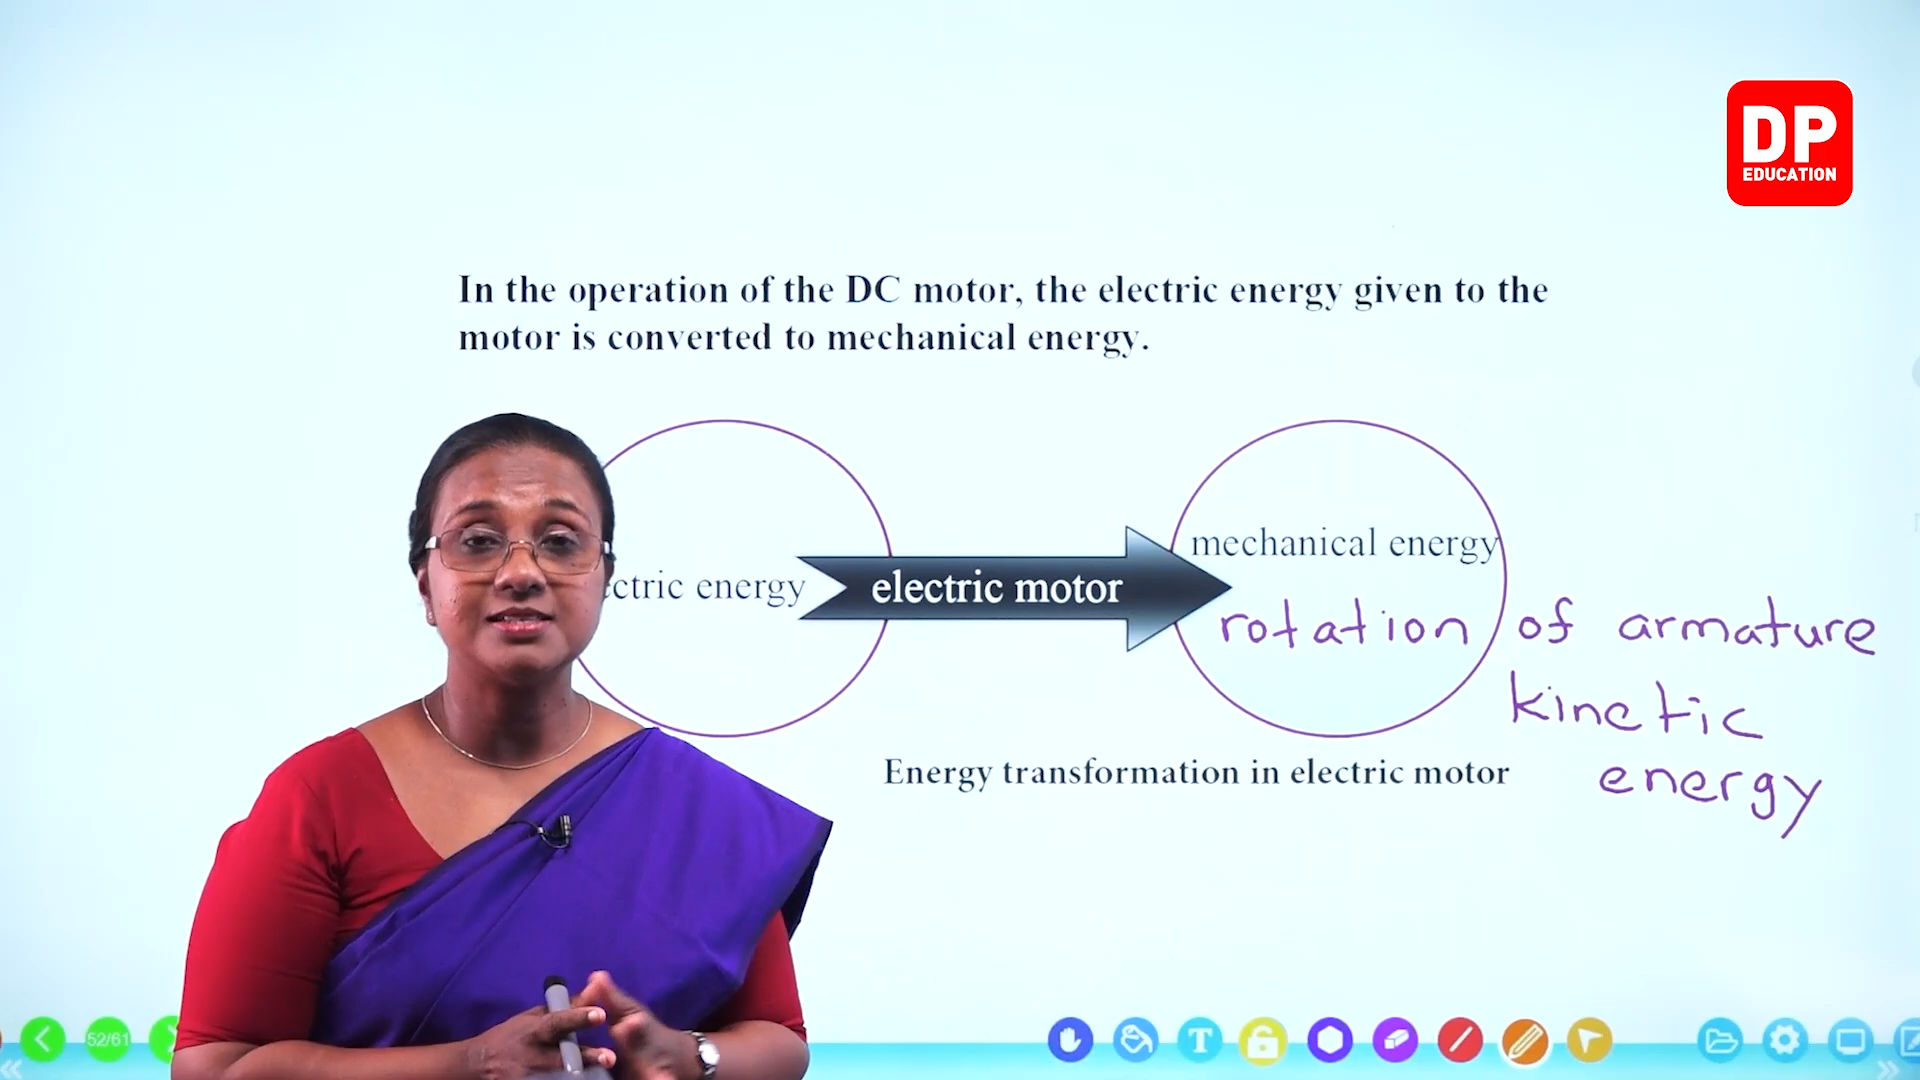 DP
EDUCATION
In the operation of the DC motor, the electric energy given to the
motor is converted to mechanical energy.
ctric energy
electric motor
mechanical energy
rotation of armature
kinetic
energy
Energy transformation in electric motor
52/61
T